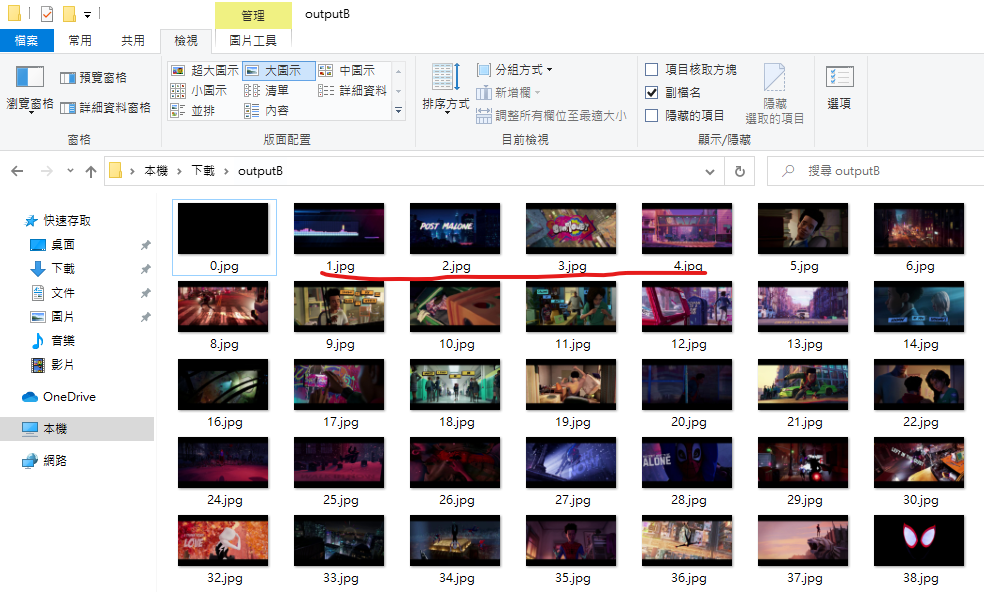 管理 outputB
檔案 常用 共用 檢視 圖片工具
瀏覽窗格 預覽窗格 詳細資料窗格
窗格
超大圖示 大圖示 中圖示
小圖示 清單 詳細資料
並排 內容
版面配置
排序方式 分組方式
新增欄
調整所有欄位至最適大小
目前檢視
項目核取方塊
副檔名
隱藏的項目
隱藏
選取的項目
顯示/隱藏
選項
本機 下載 outputB
搜尋 outputB
快速存取
桌面
下載
文件
圖片
音樂
影片
OneDrive
本機
網路
POST MALONE
0.jpg 1.jpg 2.jpg 3.jpg 4.jpg 5.jpg 6.jpg
8.jpg 9.jpg 10.jpg 11.jpg 12.jpg 13.jpg 14.jpg
16.jpg 17.jpg 18.jpg 19.jpg 20.jpg 21.jpg 22.jpg
ALONE
24.jpg 25.jpg 26.jpg 27.jpg 28.jpg 29.jpg 30.jpg
LOVE
32.jpg 33.jpg 34.jpg 35.jpg 36.jpg 37.jpg 38.jpg